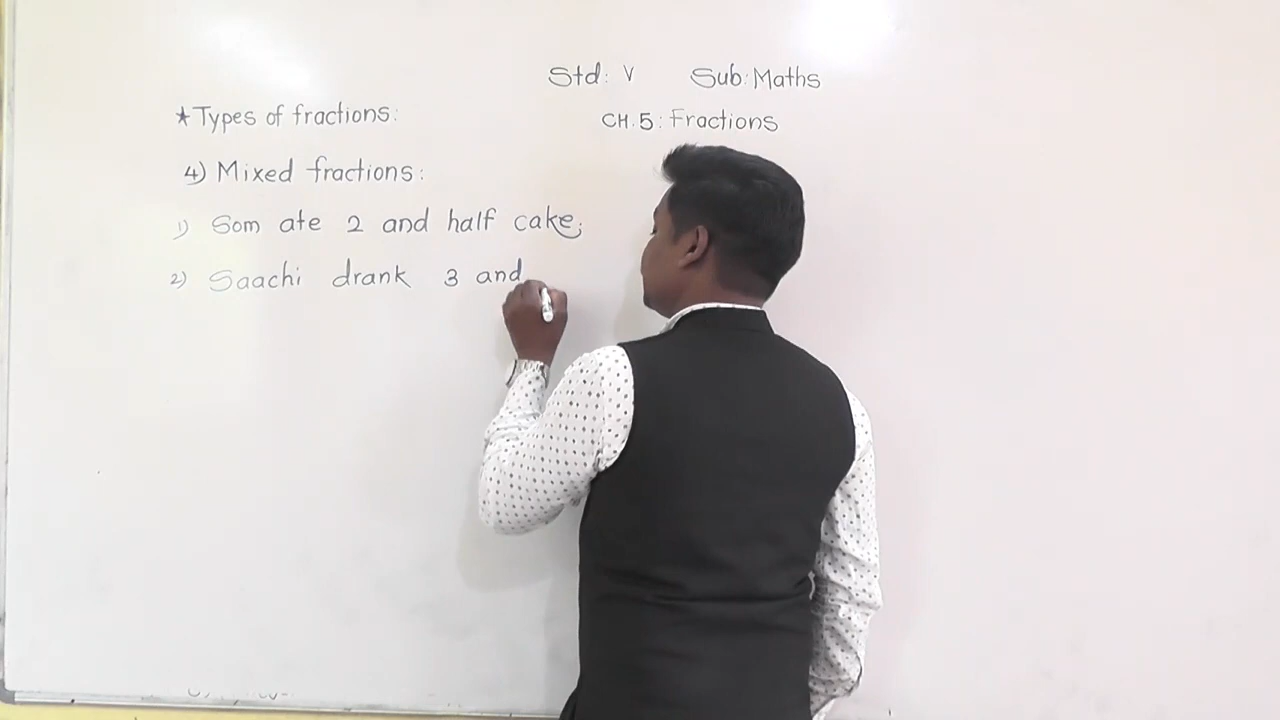 Std: V Sub: Maths
CH. 5: Fractions
★Types of fractions:
4) Mixed fractions:
1) Som ate 2 and half cake.
2) Saachi drank 3 and